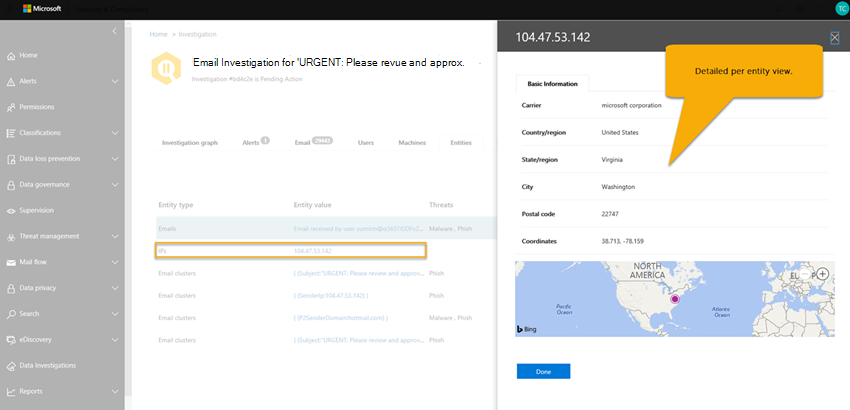 Microsoft
TC
104.47.53.142
Home > Investigation
Email Investigation for 'URGENT: Please revue and approx.
Investigation #bd4c2e is Pending Action
Home
Alerts
Permissions
Classifications
Data loss prevention
Data governance
Supervision
Threat management
Mail flow
Data privacy
Search
eDiscovery
Data Investigations
Reports
Investigation graph Alerts 1 Email 29443 Users Machines Entities
Entity type Entity value Threats
Emails Email received by user Malware , Phish
IPs 104.47.53.142
Email clusters ( (Subject:"URGENT: Please review and approv... Phish
Email clusters ( (SenderIp:104.47.53.142) ) Phish
Email clusters ( (P2SenderDomain:hotmail.com) ) Malware , Phish
Email clusters ( (Subject:"URGENT: Please review and approv... Phish
Detailed per entity view.
Basic Information
Carrier microsoft corporation
Country/region United States
State/region Virginia
City Washington
Postal code 22747
Coordinates 38.713, -78.159
NORTH
AMERICA
Pacific
Ocean
Atlantic
Ocean
Bing
Done